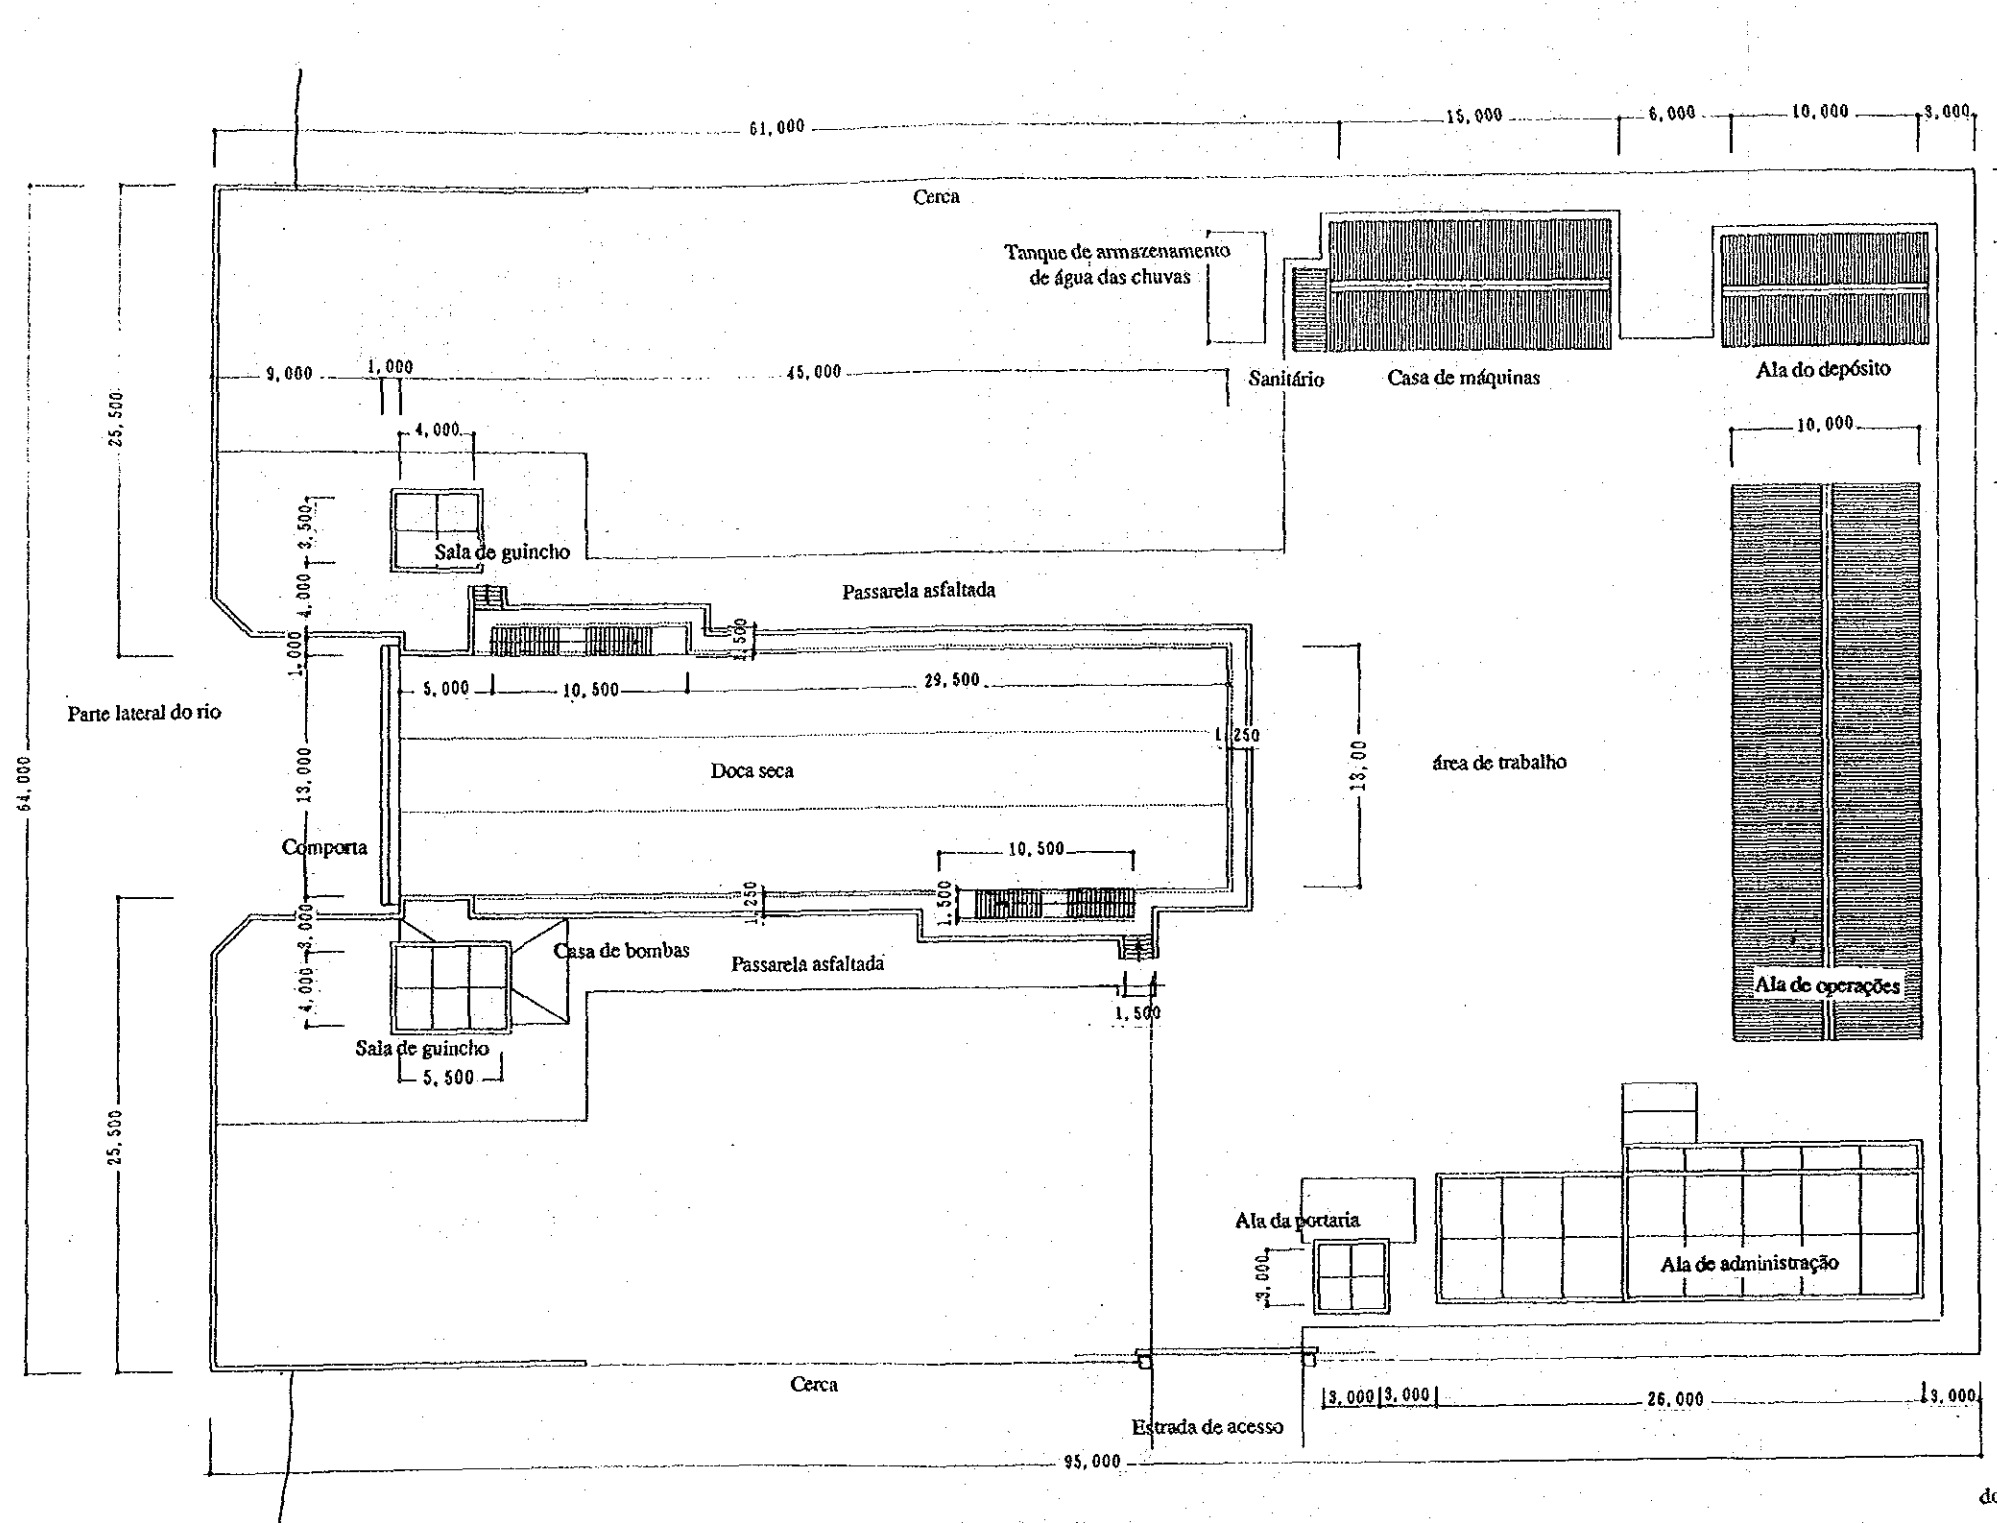 61,000
15,000
6,000
10,000
3,000
Cerca
Tanque de armazenamento
de água das chuvas
9,000
1,000
45,000
Sanitário
Casa de máquinas
Ala do depósito
25,500
4,000
10,000
3,500
Sala de guincho
4,000
Passarela asfaltada
1,500
1,000
5,000
10,500
29,500
Parte lateral do rio
1,250
64,000
13,000
Doca seca
13,00
área de trabalho
Comporta
10,500
1,250
1,500
3,000
Casa de bombas
Passarela asfaltada
4,000
Ala de operações
1,500
Sala de guincho
5,500
25,500
Ala da portaria
3,000
Ala de administração
Cerca
3,000
3,000
26,000
3,000
Estrada de acesso
95,000
do